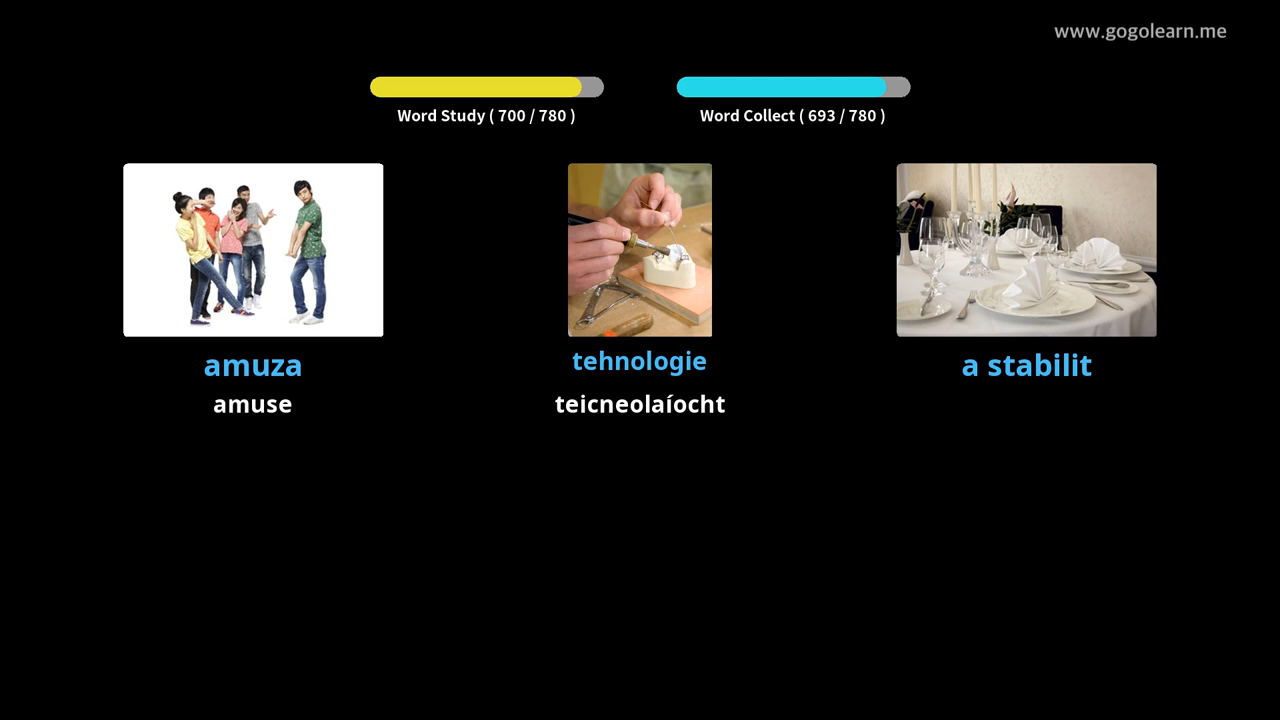 www.gogolearn.me
Word Study ( 700 / 780 )
Word Collect ( 693 / 780 )
amuza
amuse
tehnologie
teicneolaíocht
a stabilit